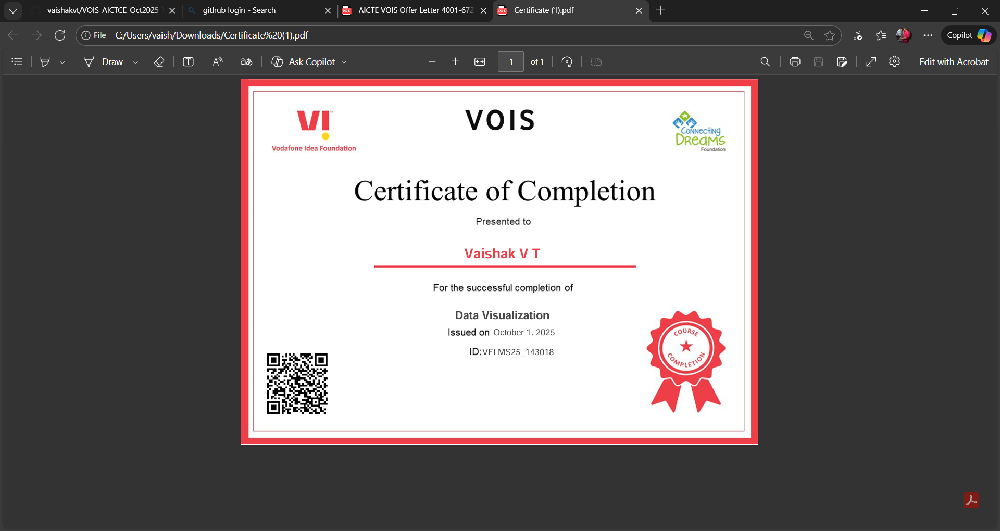 vaishakvt/VOIS_AICTCE_Oct2025_
github login - Search
AICTE VOIS Offer Letter 4001-672
Certificate (1).pdf
File C:/Users/vaish/Downloads/Certificate%20(1).pdf
Copilot
Draw
T
A
aあ
Ask Copilot
1 of 1
Edit with Acrobat
VI
Vodafone Idea Foundation
VOIS
Connecting
Dreams
Foundation
Certificate of Completion
Presented to
Vaishak V T
For the successful completion of
Data Visualization
Issued on October 1, 2025
ID:VFLMS25_143018
COURSE
COMPLETION